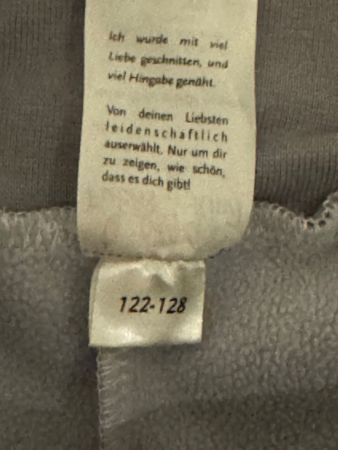 Ich wurde mit viel
Liebe geschnitten, und
viel Hingabe genäht.
Von deinen Liebsten
leidenschaftlich
auserwählt. Nur um dir
zu zeigen, wie schön,
dass es dich gibt!
122-128